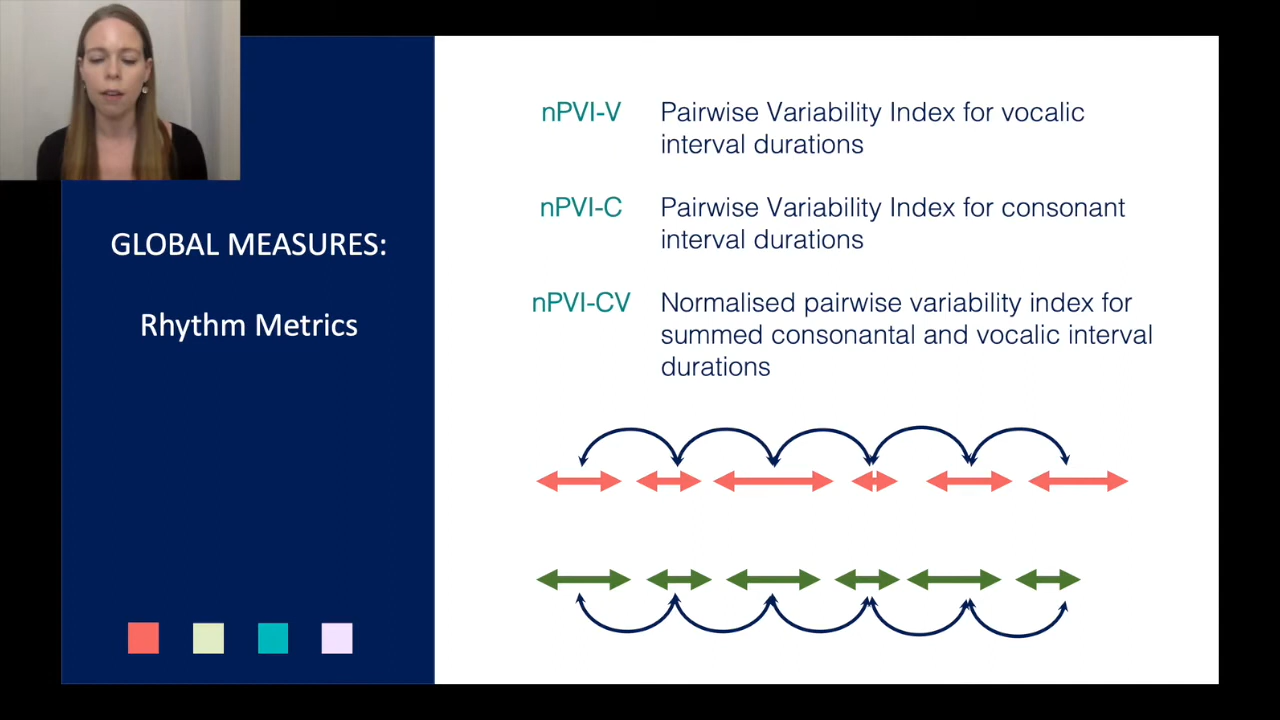 GLOBAL MEASURES:
Rhythm Metrics
nPVI-V Pairwise Variability Index for vocalic
interval durations
nPVI-C Pairwise Variability Index for consonant
interval durations
nPVI-CV Normalised pairwise variability index for
summed consonantal and vocalic interval
durations